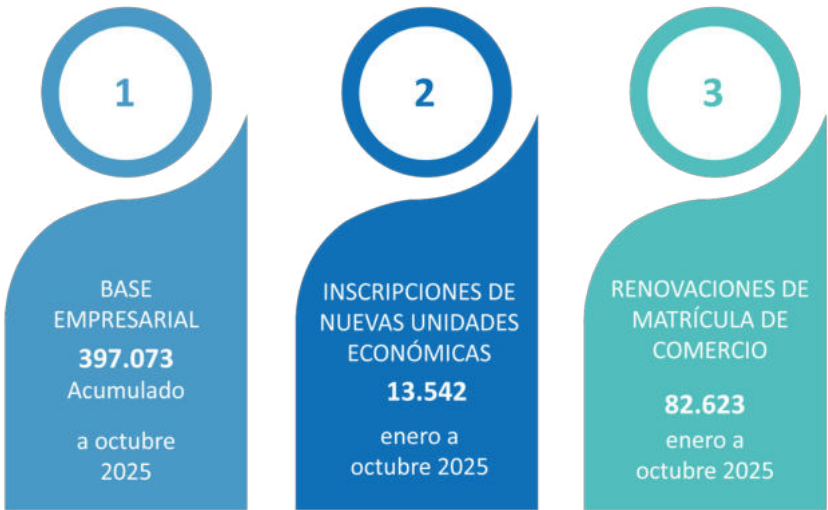 1
BASE
EMPRESARIAL
397.073
Acumulado
a octubre
2025
2
INSCRIPCIONES DE
NUEVAS UNIDADES
ECONÓMICAS
13.542
enero a
octubre 2025
3
RENOVACIONES DE
MATRÍCULA DE
COMERCIO
82.623
enero a
octubre 2025